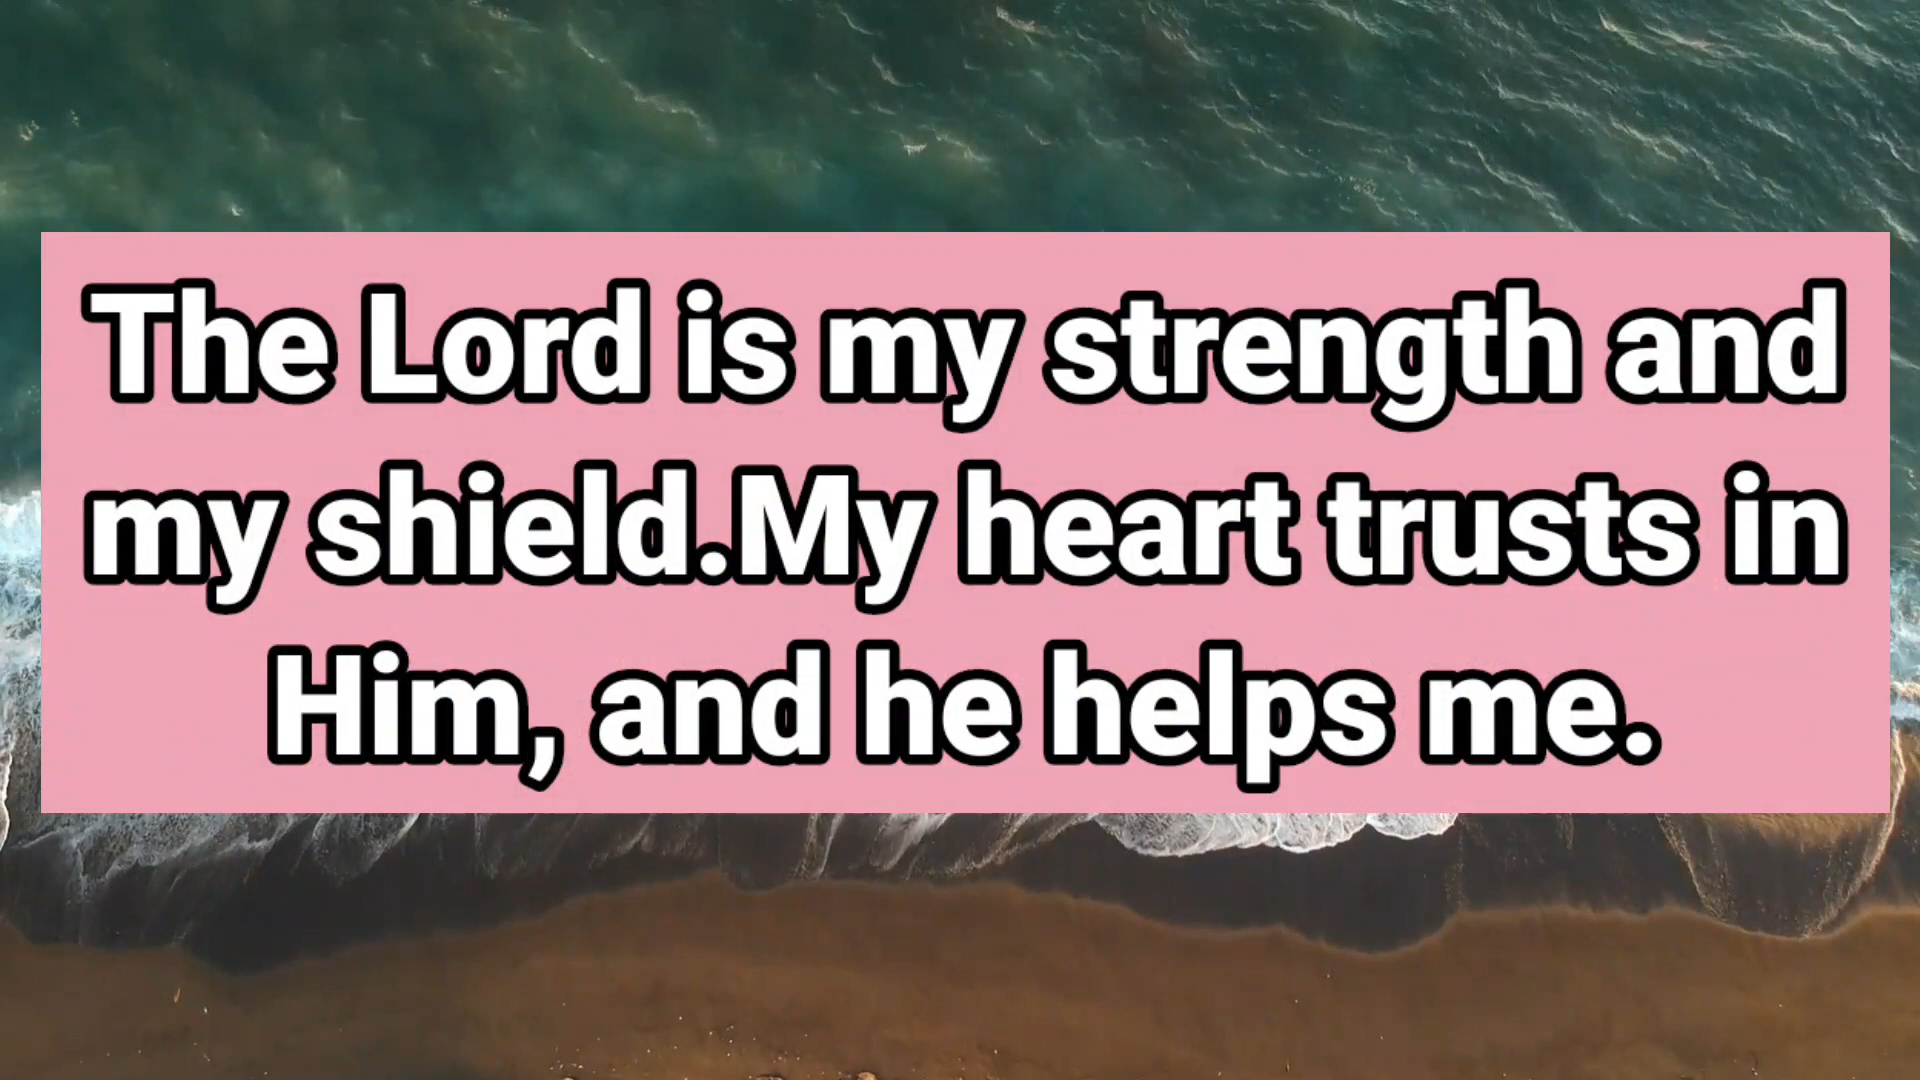 The Lord is my strength and
my shield.My heart trusts in
Him, and he helps me.